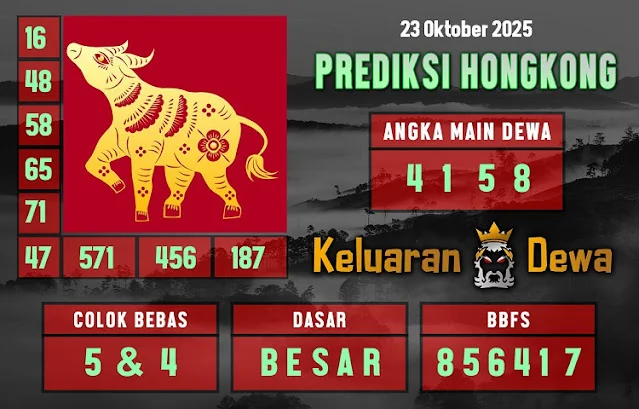 23 Oktober 2025
PREDIKSI HONGKONG
16
48
58
65
71
47 571 456 187
ANGKA MAIN DEWA
4 1 5 8
Keluaran Dewa
COLOK BEBAS
5 & 4
DASAR
BESAR
BBFS
856417